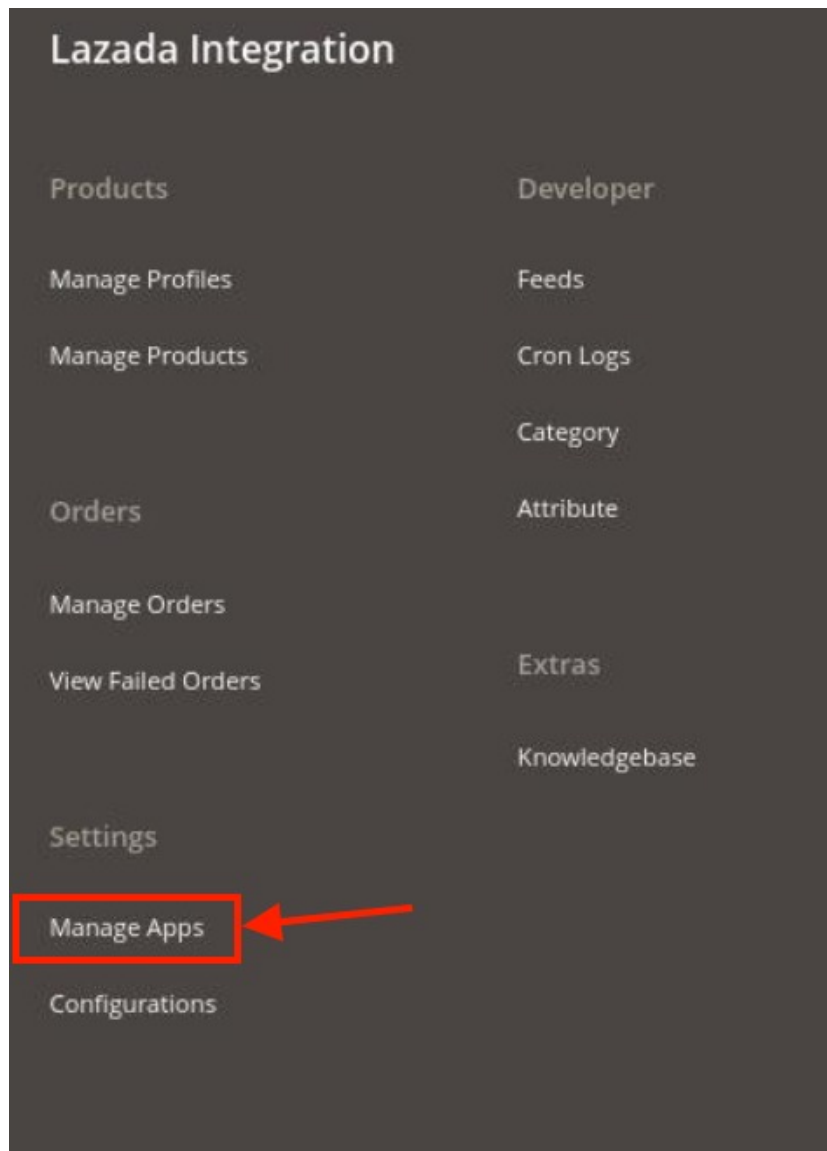 Lazada Integration
Products
Manage Profiles
Manage Products
Orders
Manage Orders
View Failed Orders
Settings
Manage Apps
Configurations
Developer
Feeds
Cron Logs
Category
Attribute
Extras
Knowledgebase